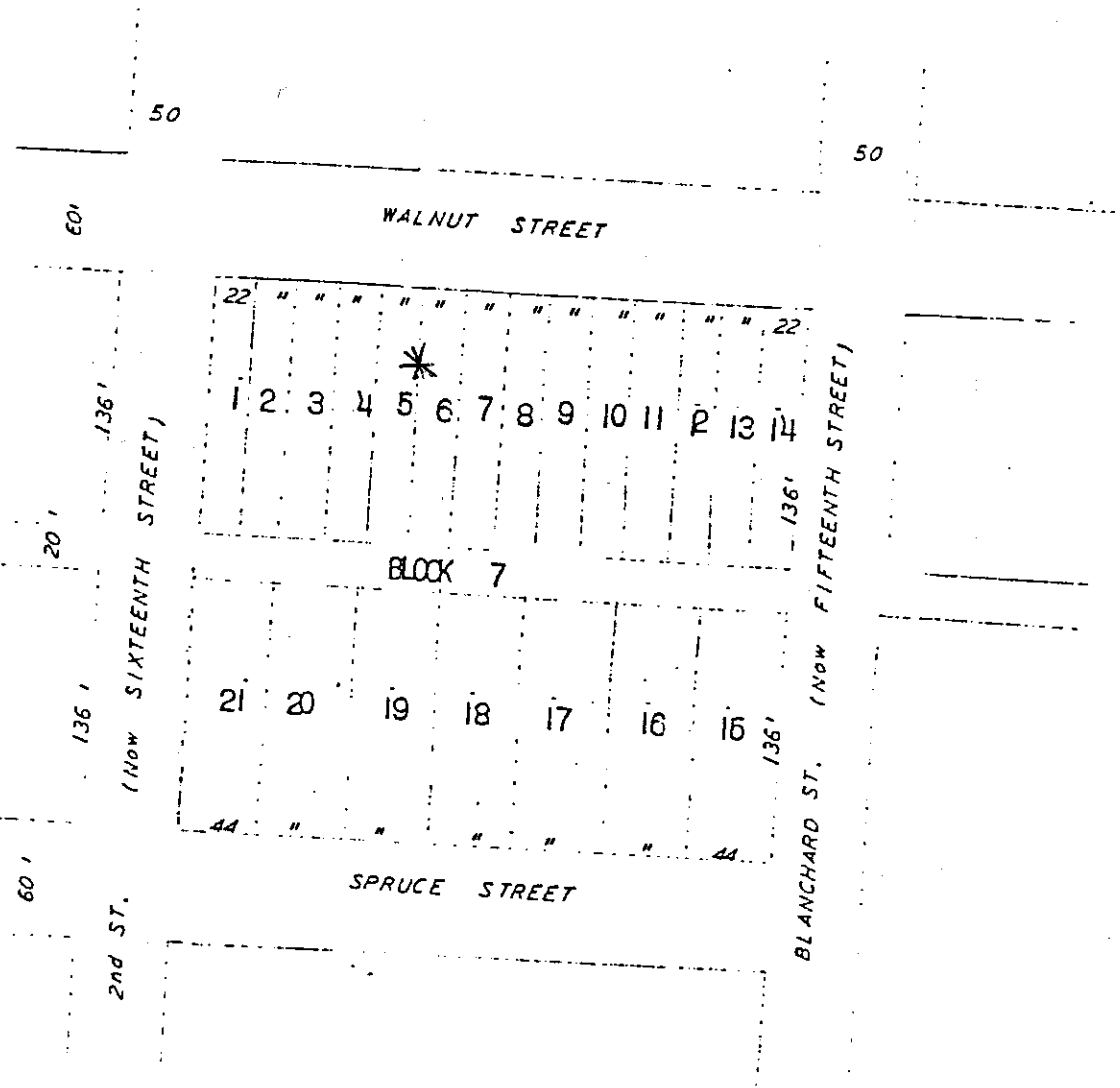 50
50
60'
WALNUT STREET
22 " " " " " " " " " " " " 22
136'
1 2 3 4 5 6 7 8 9 10 11 12 13 14
136'
20'
BLOCK 7
(NOW SIXTEENTH STREET)
(NOW FIFTEENTH STREET)
136'
21 20 19 18 17 16 15
136'
44 " " " " " 44
SPRUCE STREET
60'
2nd ST.
BLANCHARD ST.